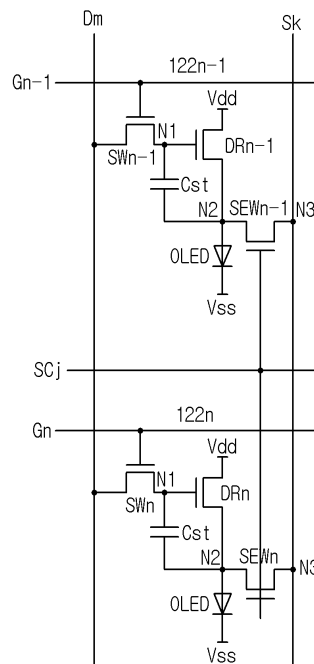 Dm
Sk
122n-1
Gn-1
Vdd
N1
DRn-1
SWn-1
Cst
N2
SEWn-1
N3
OLED
Vss
SCj
122n
Gn
Vdd
N1
DRn
SWn
Cst
N2
SEWn
N3
OLED
Vss